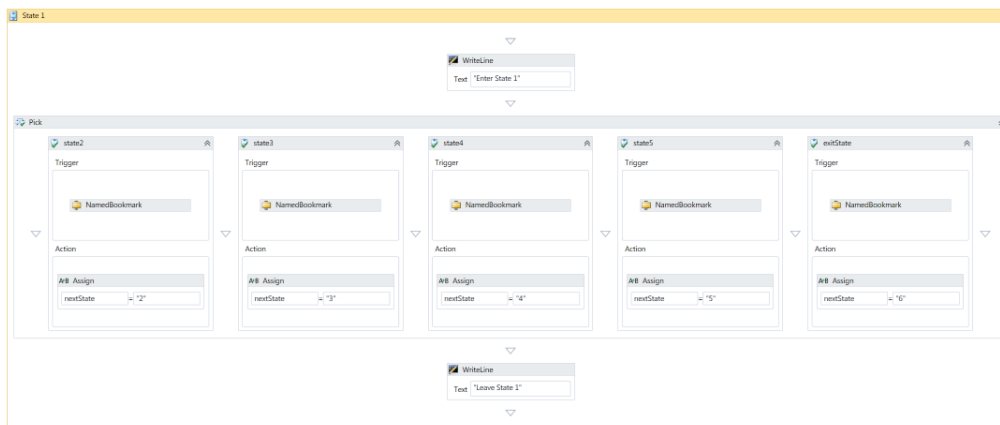 State 1
WriteLine
Text "Enter State 1"
Pick
state2 state3 state4 state5 exitState
Trigger Trigger Trigger Trigger Trigger
NamedBookmark NamedBookmark NamedBookmark NamedBookmark NamedBookmark
Action Action Action Action Action
A+B Assign A+B Assign A+B Assign A+B Assign A+B Assign
nextState = "2" nextState = "3" nextState = "4" nextState = "5" nextState = "6"
WriteLine
Text "Leave State 1"